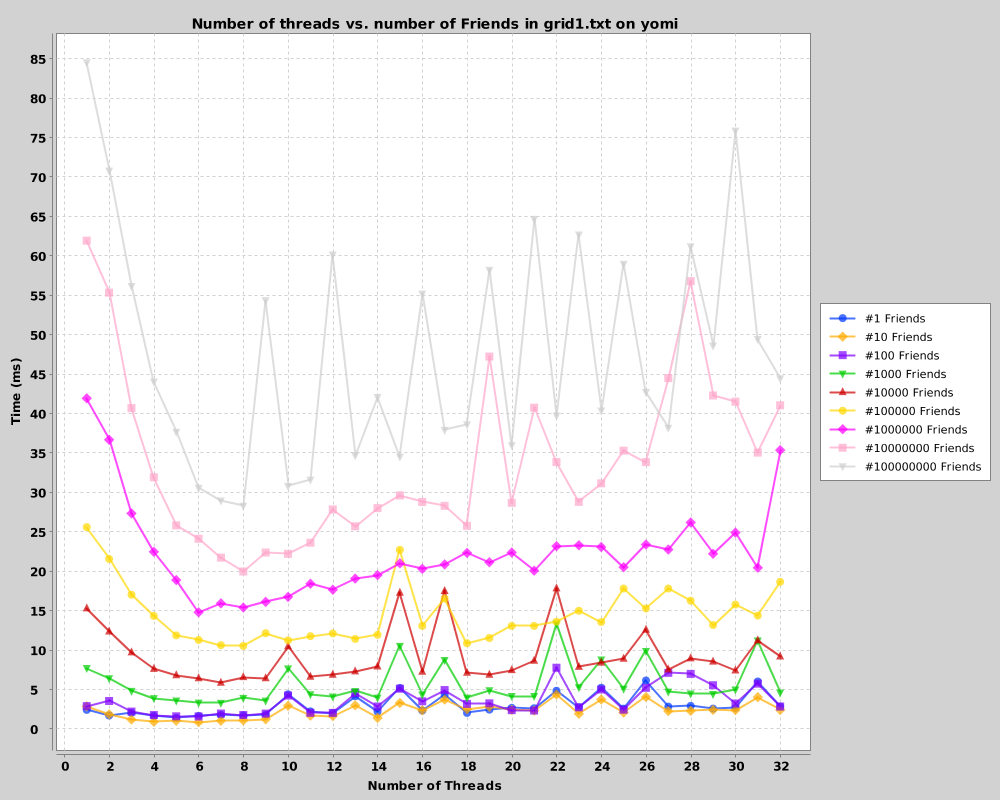 Number of threads vs. number of Friends in grid1.txt on yomi
Time (ms)
85
80
75
70
65
60
55
50
45
40
35
30
25
20
15
10
5
0
0 2 4 6 8 10 12 14 16 18 20 22 24 26 28 30 32
Number of Threads
#1 Friends
#10 Friends
#100 Friends
#1000 Friends
#10000 Friends
#100000 Friends
#1000000 Friends
#10000000 Friends
#100000000 Friends